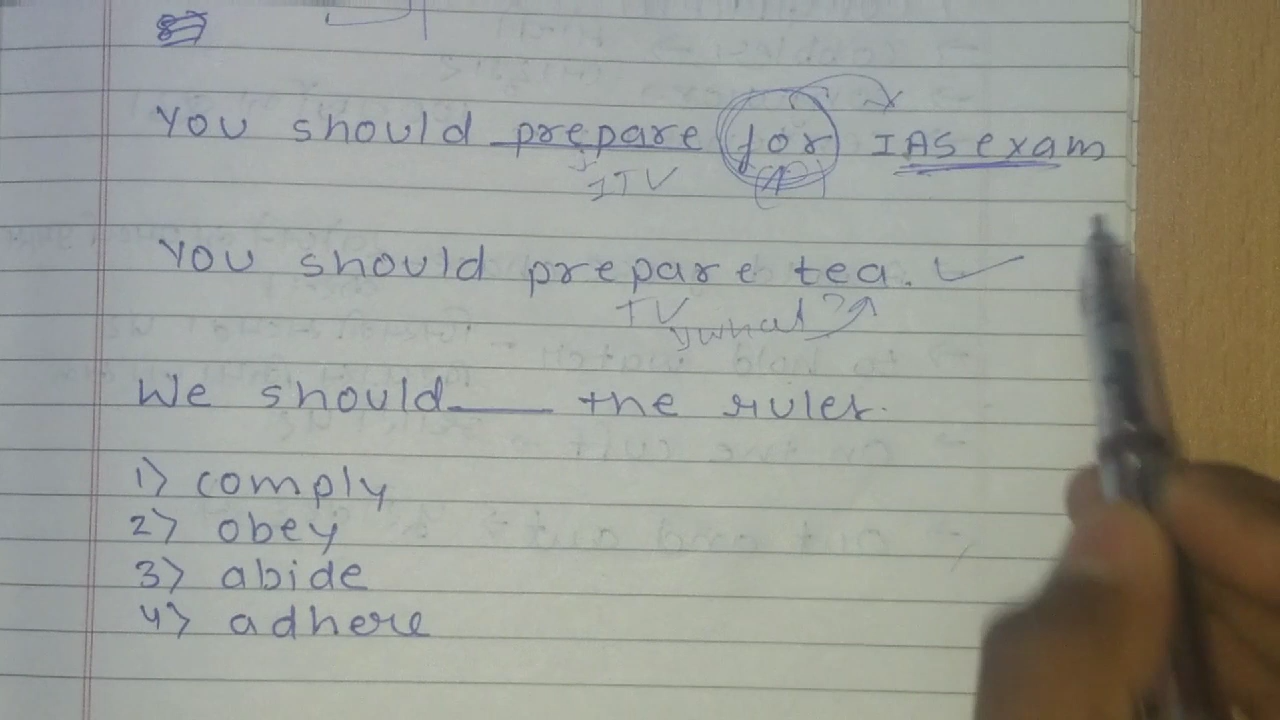 You should prepare for IAS exam
ITV
You should prepare tea.
TV
what?
We should ____ the rules.
1) comply
2) obey
3) abide
4) adhere